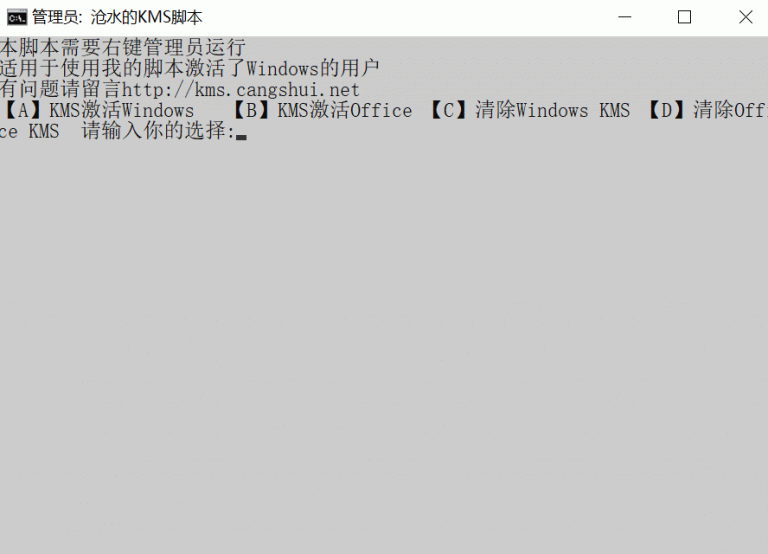 管理员: 沧水的KMS脚本
本脚本需要右键管理员运行
适用于使用我的脚本激活了Windows的用户
有问题请留言http://kms.cangshui.net
【A】KMS激活Windows 【B】KMS激活Office 【C】清除Windows KMS 【D】清除Offi
ce KMS 请输入你的选择: